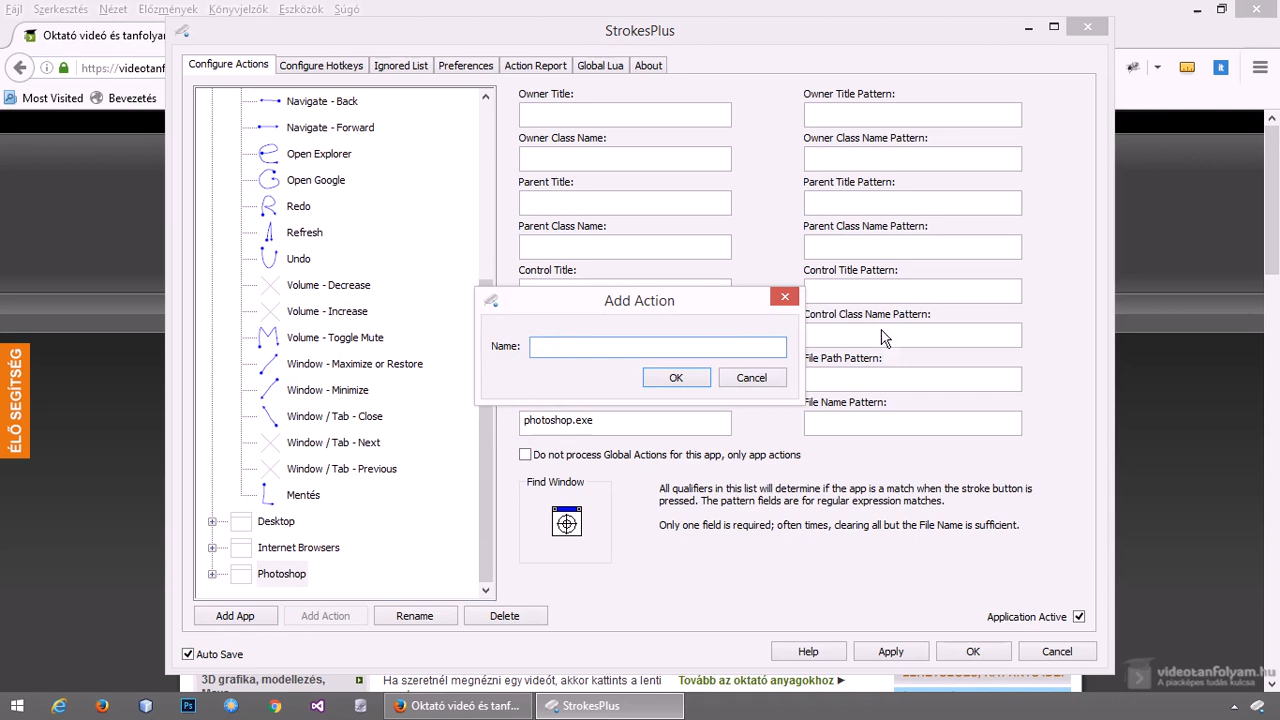 Fájl Szerkesztés Nézet Előzmények Könyvjelzők Eszközök Súgó
StrokesPlus
Oktató videó és tanfolya
https://videotanf
Most Visited Bevezetés
Configure Actions Configure Hotkeys Ignored List Preferences Action Report Global Lua About
Navigate - Back
Navigate - Forward
Open Explorer
Open Google
Redo
Refresh
Undo
Volume - Decrease
Volume - Increase
Volume - Toggle Mute
Window - Maximize or Restore
Window - Minimize
Window / Tab - Close
Window / Tab - Next
Window / Tab - Previous
Mentés
Desktop
Internet Browsers
Photoshop
Add App Add Action Rename Delete
Auto Save
Owner Title: Owner Title Pattern:
Owner Class Name: Owner Class Name Pattern:
Parent Title: Parent Title Pattern:
Parent Class Name: Parent Class Name Pattern:
Control Title: Control Title Pattern:
Control Class Name Pattern:
File Path Pattern:
File Name Pattern:
Add Action
Name:
OK Cancel
photoshop.exe
Do not process Global Actions for this app, only app actions
Find Window
All qualifiers in this list will determine if the app is a match when the stroke button is
pressed. The pattern fields are for regular expression matches.
Only one field is required; often times, clearing all but the File Name is sufficient.
Application Active
Help Apply OK Cancel
ÉLŐ SEGÍTSÉG
3D grafika, modellezés,
Ha szeretnél megnézni egy videót, akkor kattints a lenti
Tovább az oktató anyagokhoz
videotanfolyam.hu
A piacképes tudás kulcsa
Oktató videó és tanf...
StrokesPlus